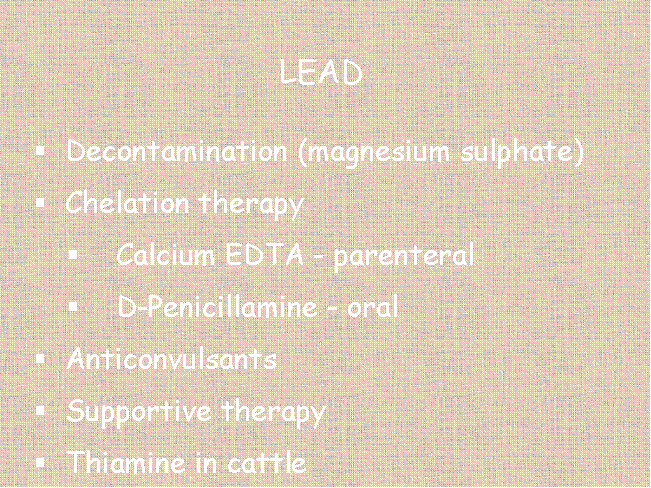 LEAD
▪ Decontamination (magnesium sulphate)
▪ Chelation therapy
▪ Calcium EDTA - parenteral
▪ D-Penicillamine - oral
▪ Anticonvulsants
▪ Supportive therapy
▪ Thiamine in cattle